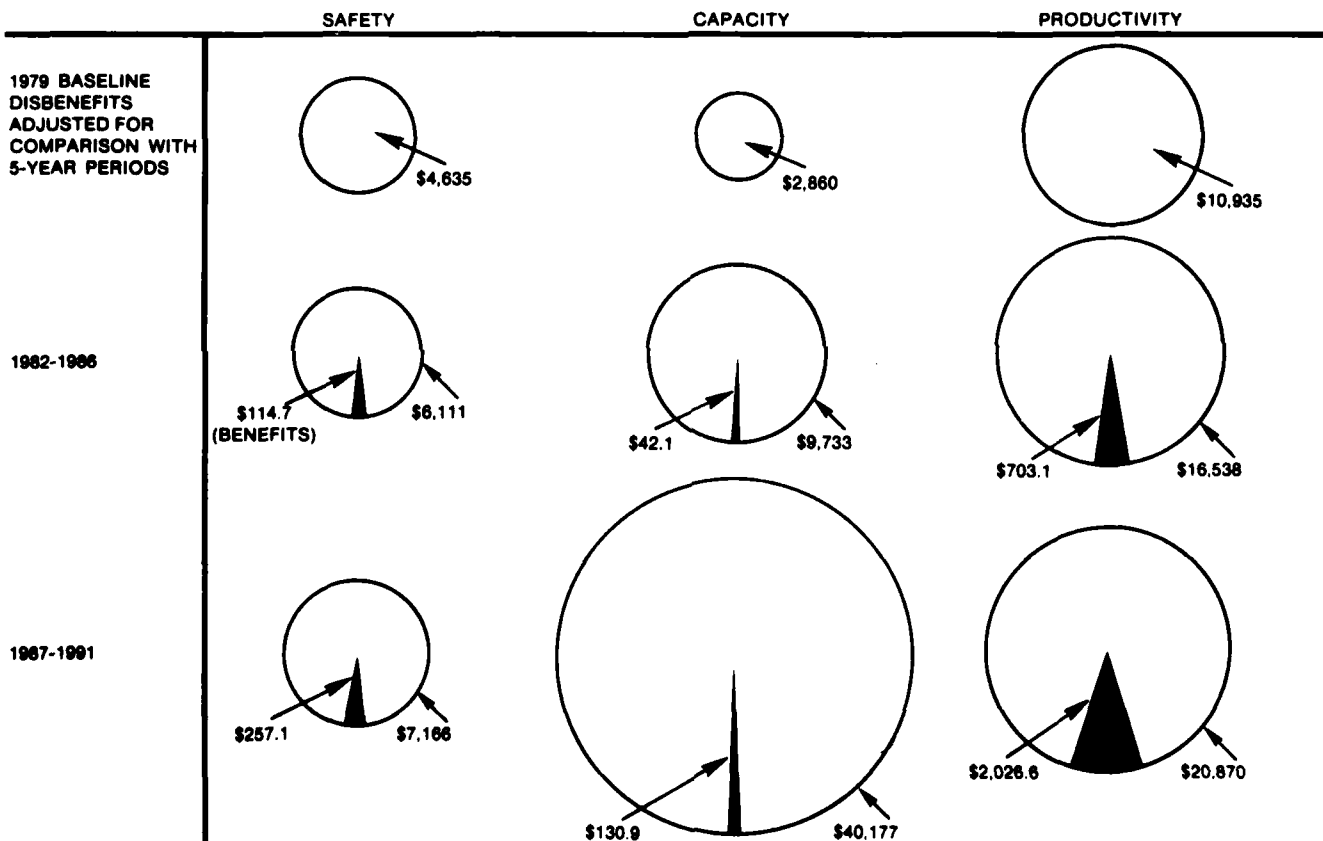 SAFETY CAPACITY PRODUCTIVITY
1979 BASELINE
DISBENEFITS
ADJUSTED FOR
COMPARISON WITH
5-YEAR PERIODS
$4,635
$2,860
$10,935
1982-1986
$114.7
(BENEFITS)
$6,111
$42.1
$9,733
$703.1
$16,538
1987-1991
$257.1
$7,166
$130.9
$40,177
$2,026.6
$20.870